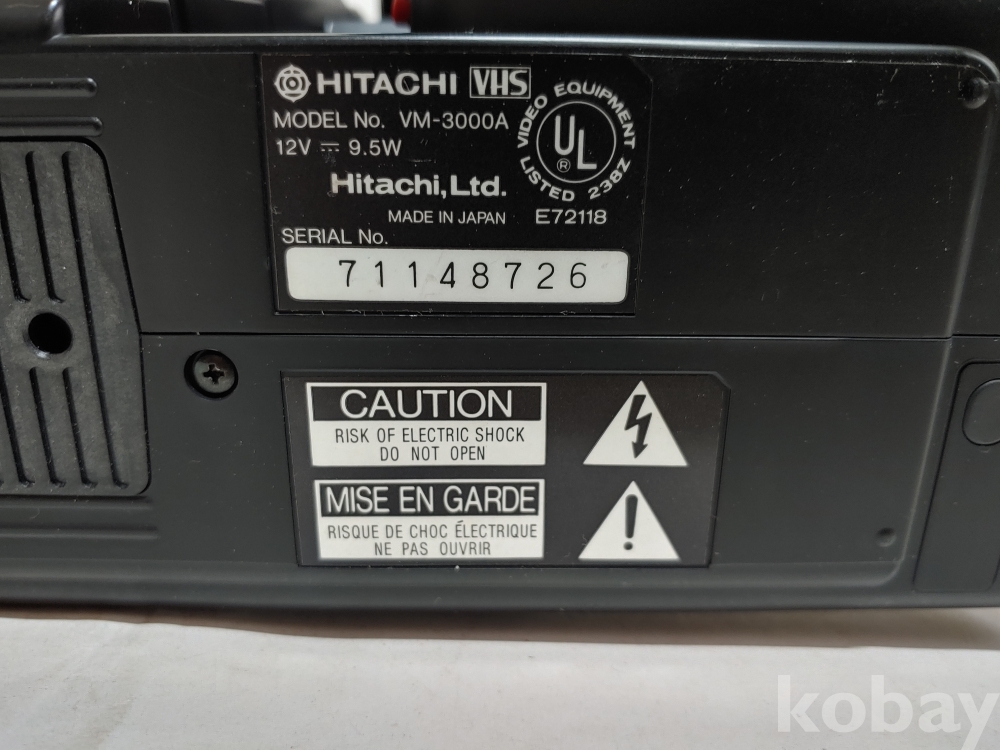 HITACHI VHS
MODEL No. VM-3000A
12V ⎓ 9.5W
Hitachi,Ltd.
MADE IN JAPAN
VIDEO EQUIPMENT
UL
®
LISTED 238Z
E72118
SERIAL No.
71148726
CAUTION
RISK OF ELECTRIC SHOCK
DO NOT OPEN
MISE EN GARDE
RISQUE DE CHOC ÉLECTRIQUE
NE PAS OUVRIR
kobay